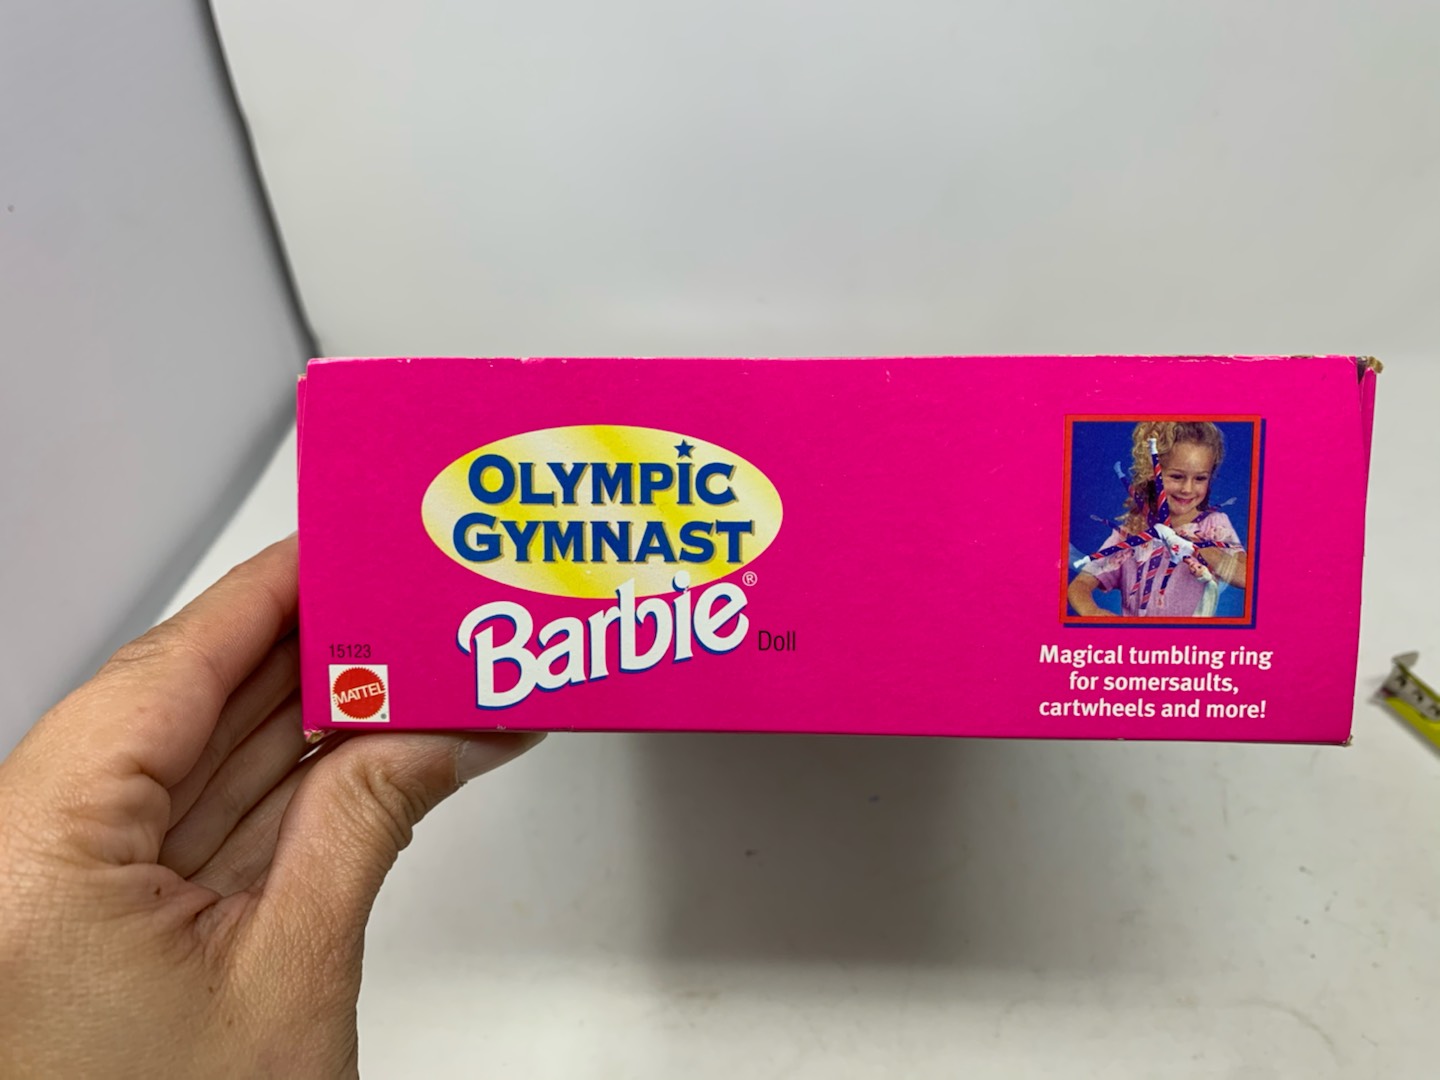 OLYMPIC
GYMNAST
Barbie®
Doll
15123
MATTEL®
Magical tumbling ring
for somersaults,
cartwheels and more!